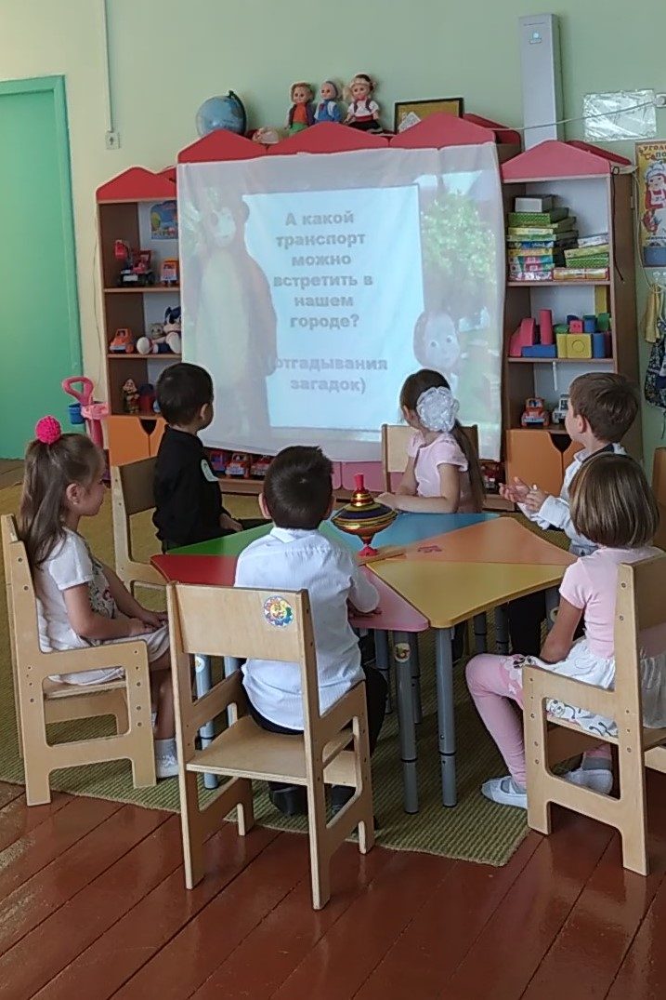 А какой
транспорт
можно
встретить в
нашем
городе?
отгадывания
загадок)